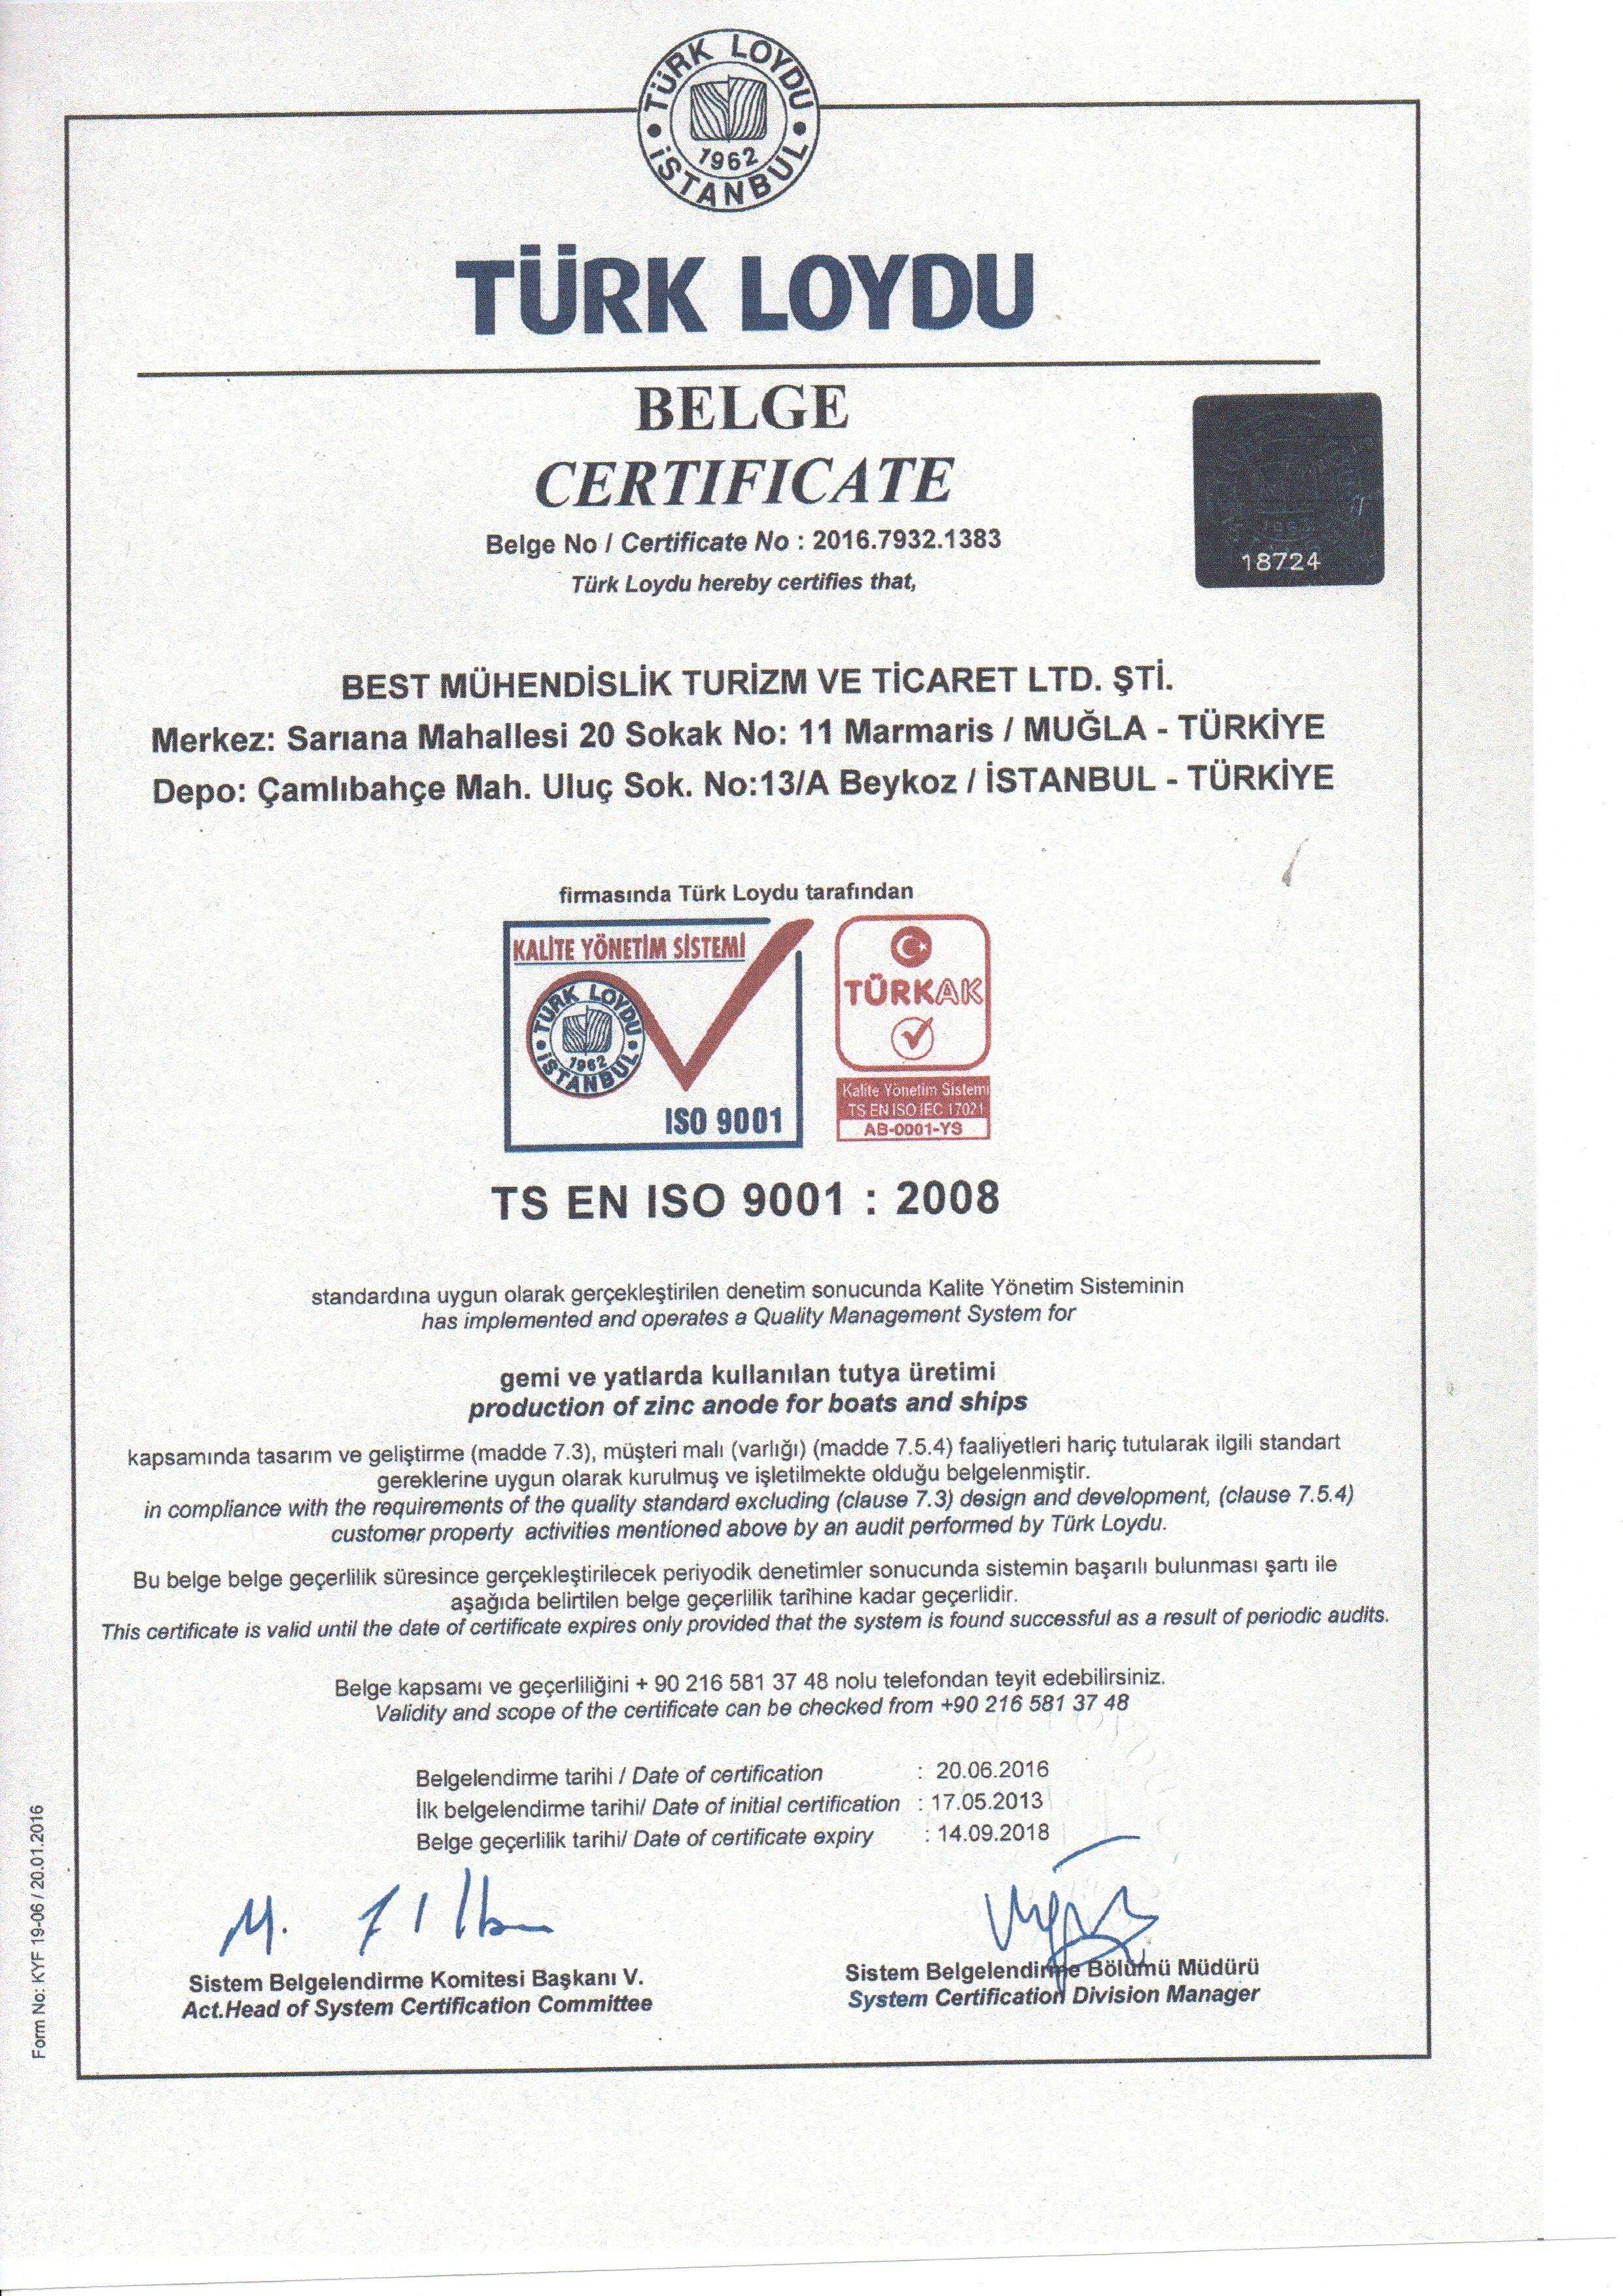 TÜRK LOYDU
1962
İSTANBUL
TÜRK LOYDU
BELGE
CERTIFICATE
Belge No / Certificate No : 2016.7932.1383
Türk Loydu hereby certifies that,
18724
BEST MÜHENDİSLİK TURİZM VE TİCARET LTD. ŞTİ.
Merkez: Sarıana Mahallesi 20 Sokak No: 11 Marmaris / MUĞLA - TÜRKİYE
Depo: Çamlıbahçe Mah. Uluç Sok. No:13/A Beykoz / İSTANBUL - TÜRKİYE
firmasında Türk Loydu tarafından
KALİTE YÖNETİM SİSTEMİ
TÜRK LOYDU
1962
İSTANBUL
ISO 9001
TÜRKAK
Kalite Yönetim Sistemi
TS EN ISO IEC 17021
AB-0001-YS
TS EN ISO 9001 : 2008
standardına uygun olarak gerçekleştirilen denetim sonucunda Kalite Yönetim Sisteminin
has implemented and operates a Quality Management System for
gemi ve yatlarda kullanılan tutya üretimi
production of zinc anode for boats and ships
kapsamında tasarım ve geliştirme (madde 7.3), müşteri malı (varlığı) (madde 7.5.4) faaliyetleri hariç tutularak ilgili standart
gereklerine uygun olarak kurulmuş ve işletilmekte olduğu belgelenmiştir.
in compliance with the requirements of the quality standard excluding (clause 7.3) design and development, (clause 7.5.4)
customer property activities mentioned above by an audit performed by Türk Loydu.
Bu belge belge geçerlilik süresince gerçekleştirilecek periyodik denetimler sonucunda sistemin başarılı bulunması şartı ile
aşağıda belirtilen belge geçerlilik tarihine kadar geçerlidir.
This certificate is valid until the date of certificate expires only provided that the system is found successful as a result of periodic audits.
Belge kapsamı ve geçerliliğini + 90 216 581 37 48 nolu telefondan teyit edebilirsiniz.
Validity and scope of the certificate can be checked from +90 216 581 37 48
Belgelendirme tarihi / Date of certification : 20.06.2016
İlk belgelendirme tarihi/ Date of initial certification : 17.05.2013
Belge geçerlilik tarihi/ Date of certificate expiry : 14.09.2018
Sistem Belgelendirme Komitesi Başkanı V.
Act.Head of System Certification Committee
Sistem Belgelendirme Bölümü Müdürü
System Certification Division Manager
Form No: KYF 19-06 / 20.01.2016